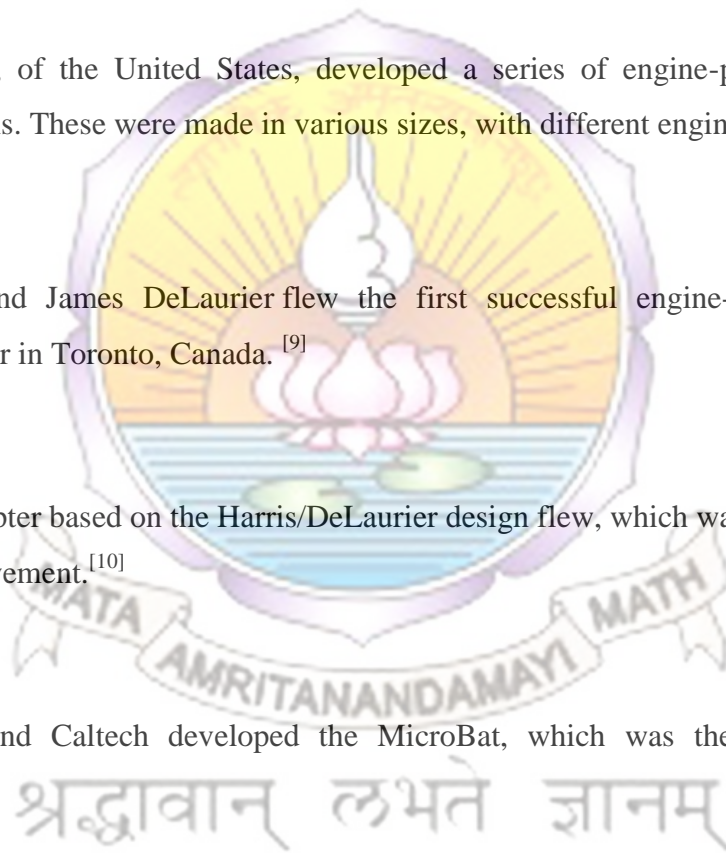 of the United States, developed a series of engine-p
s. These were made in various sizes, with different engin
nd James DeLaurier flew the first successful engine-
r in Toronto, Canada. [9]
pter based on the Harris/DeLaurier design flew, which wa
vement.[10]
MATA AMRITANANDAMAYI MATH
nd Caltech developed the MicroBat, which was the
श्रद्धावान् लभते ज्ञानम्